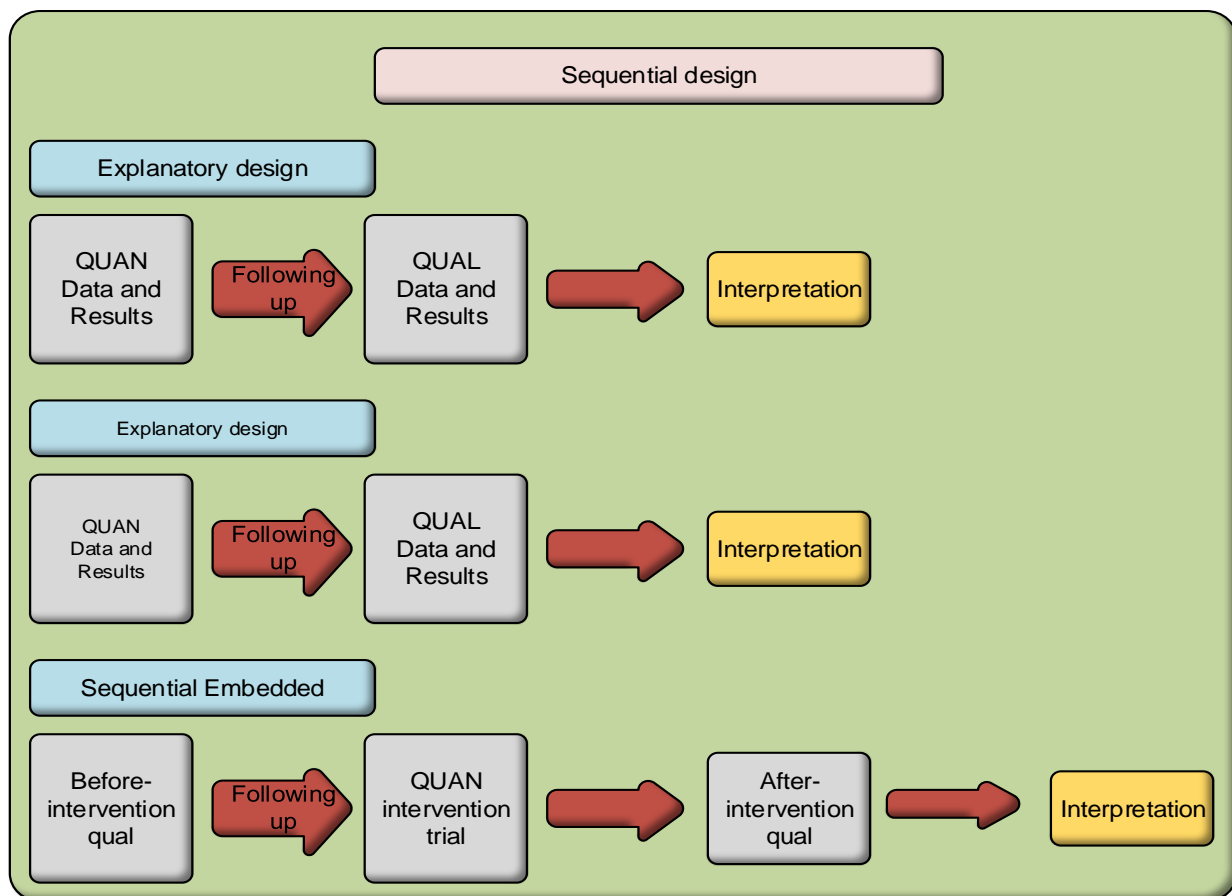 Sequential design
Explanatory design
QUAN
Data and
Results
Following
up
QUAL
Data and
Results
Interpretation
Explanatory design
QUAN
Data and
Results
Following
up
QUAL
Data and
Results
Interpretation
Sequential Embedded
Before-
intervention
qual
Following
up
QUAN
intervention
trial
After-
intervention
qual
Interpretation